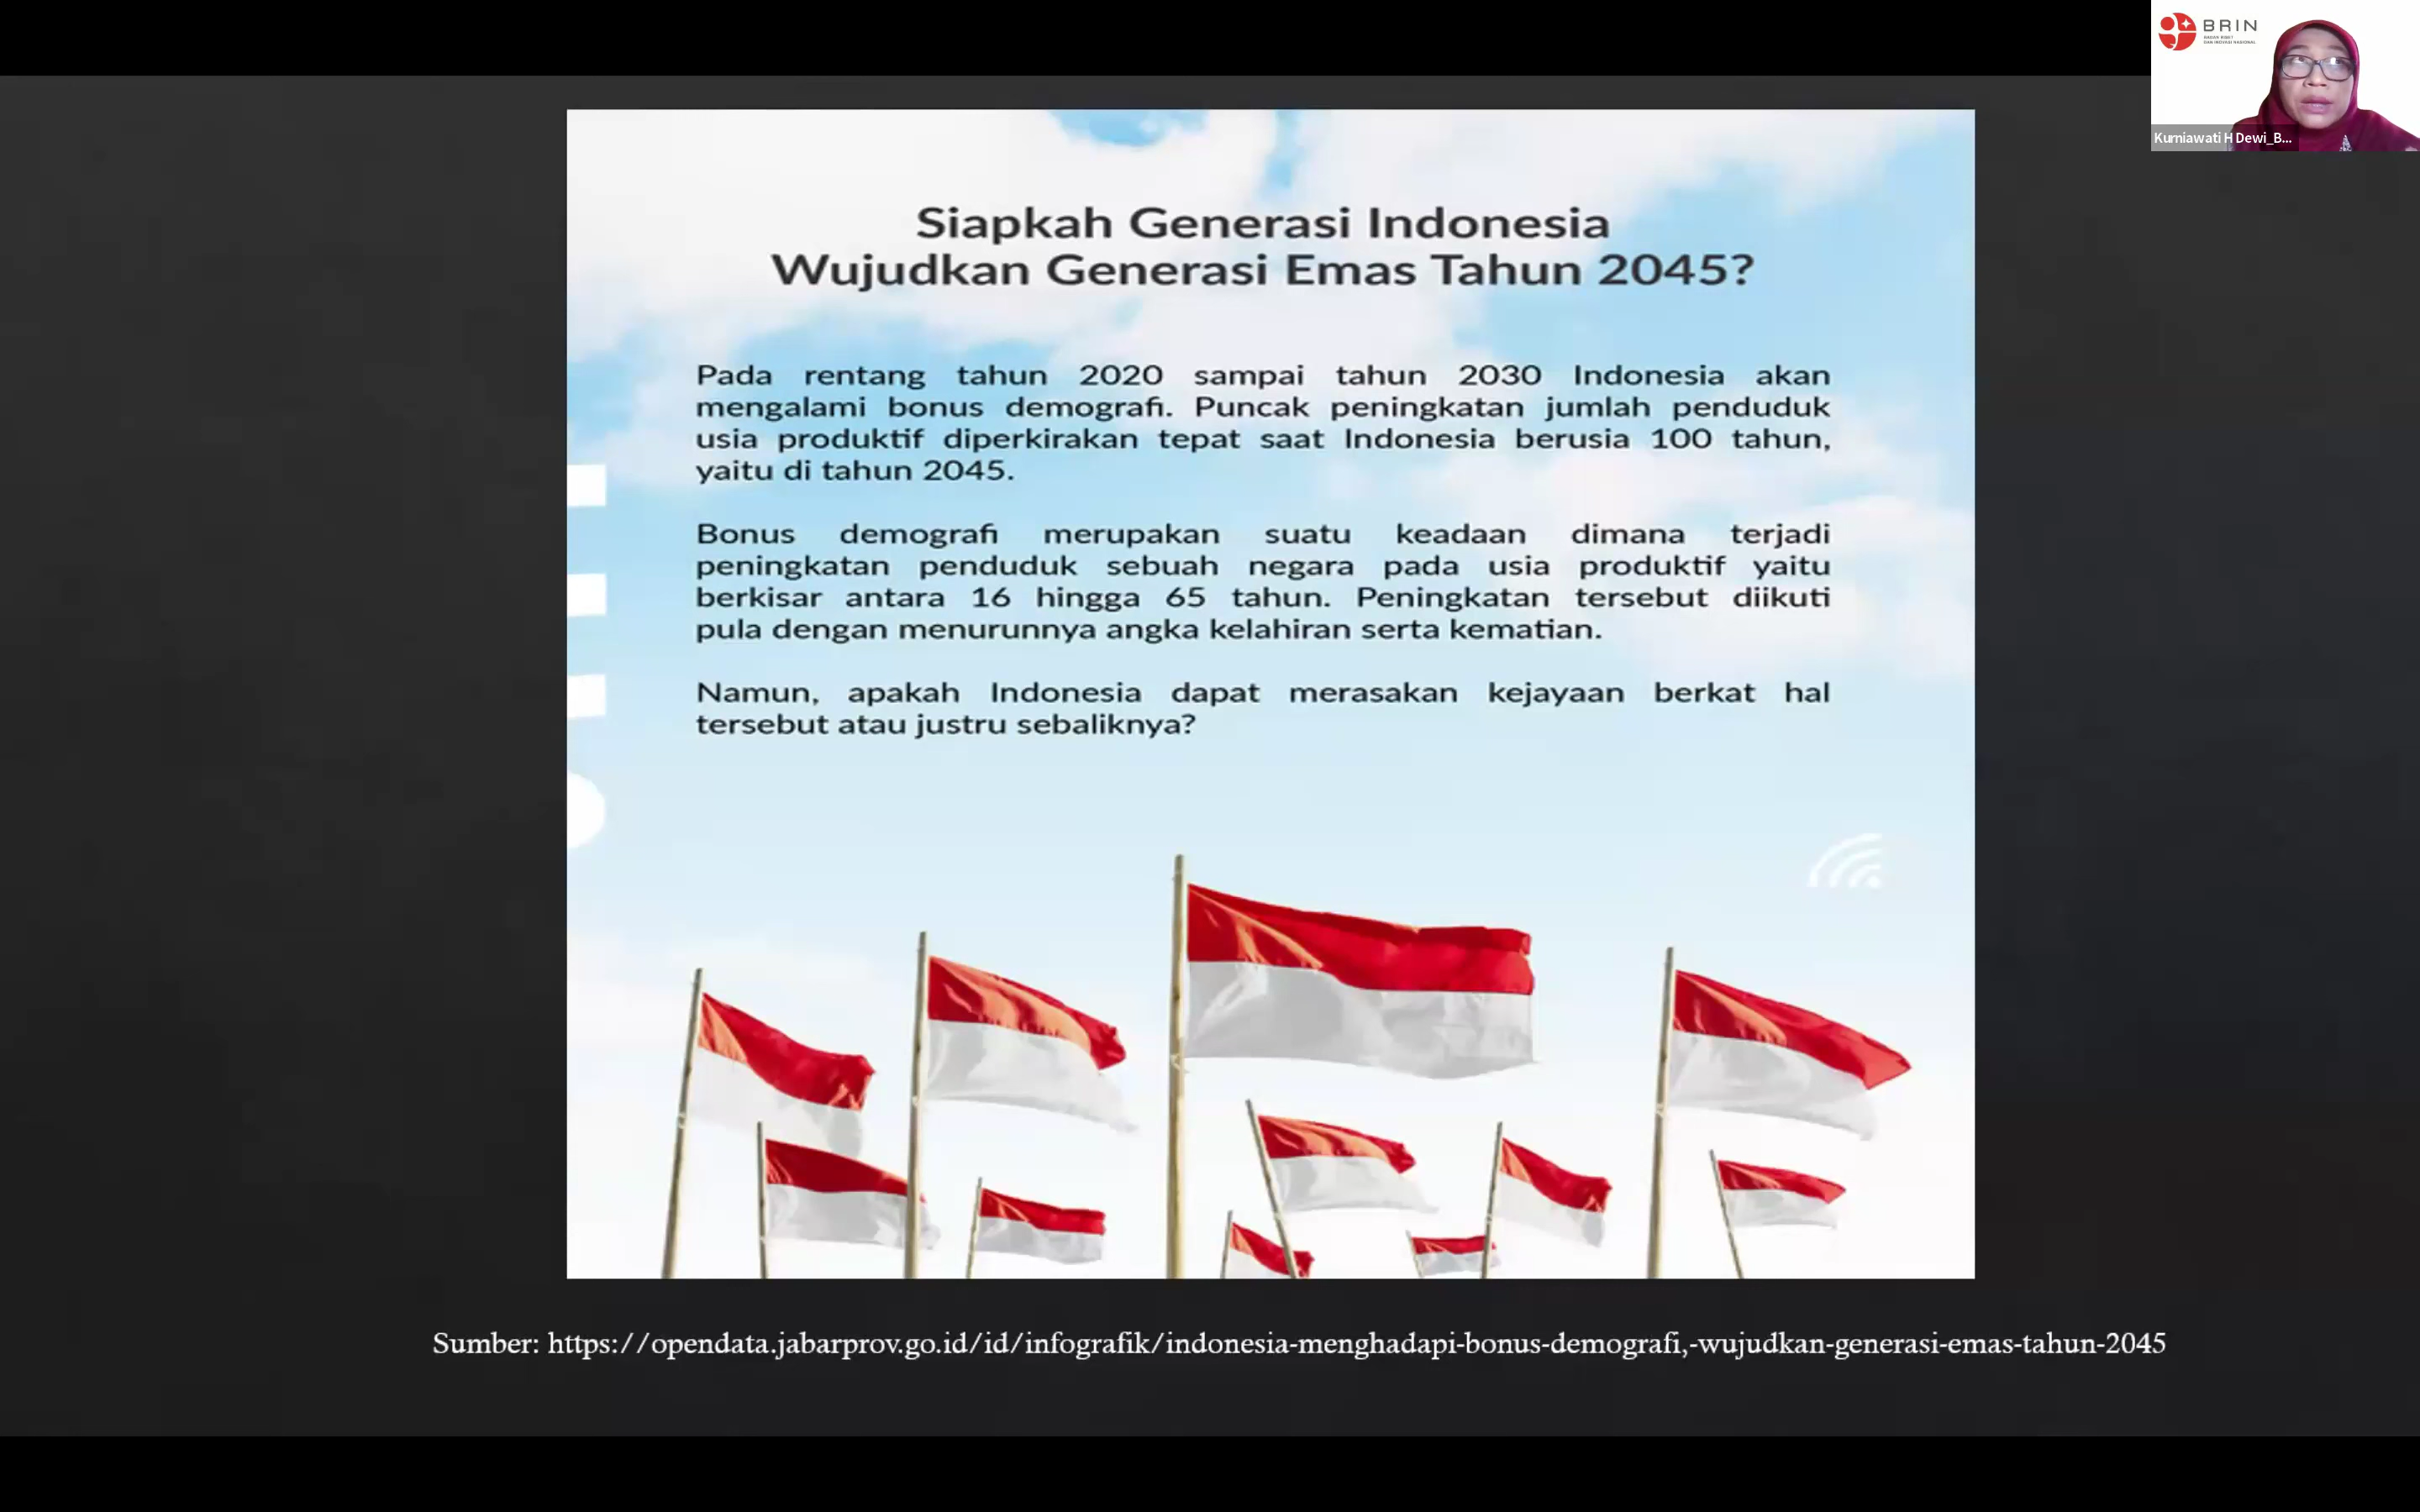 BRIN
BADAN RISET
DAN INOVASI NASIONAL
Kurniawati H Dewi_B...
Siapkah Generasi Indonesia
Wujudkan Generasi Emas Tahun 2045?
Pada rentang tahun 2020 sampai tahun 2030 Indonesia akan
mengalami bonus demografi. Puncak peningkatan jumlah penduduk
usia produktif diperkirakan tepat saat Indonesia berusia 100 tahun,
yaitu di tahun 2045.
Bonus demografi merupakan suatu keadaan dimana terjadi
peningkatan penduduk sebuah negara pada usia produktif yaitu
berkisar antara 16 hingga 65 tahun. Peningkatan tersebut diikuti
pula dengan menurunnya angka kelahiran serta kematian.
Namun, apakah Indonesia dapat merasakan kejayaan berkat hal
tersebut atau justru sebaliknya?
Sumber: https://opendata.jabarprov.go.id/id/infografik/indonesia-menghadapi-bonus-demografi,-wujudkan-generasi-emas-tahun-2045